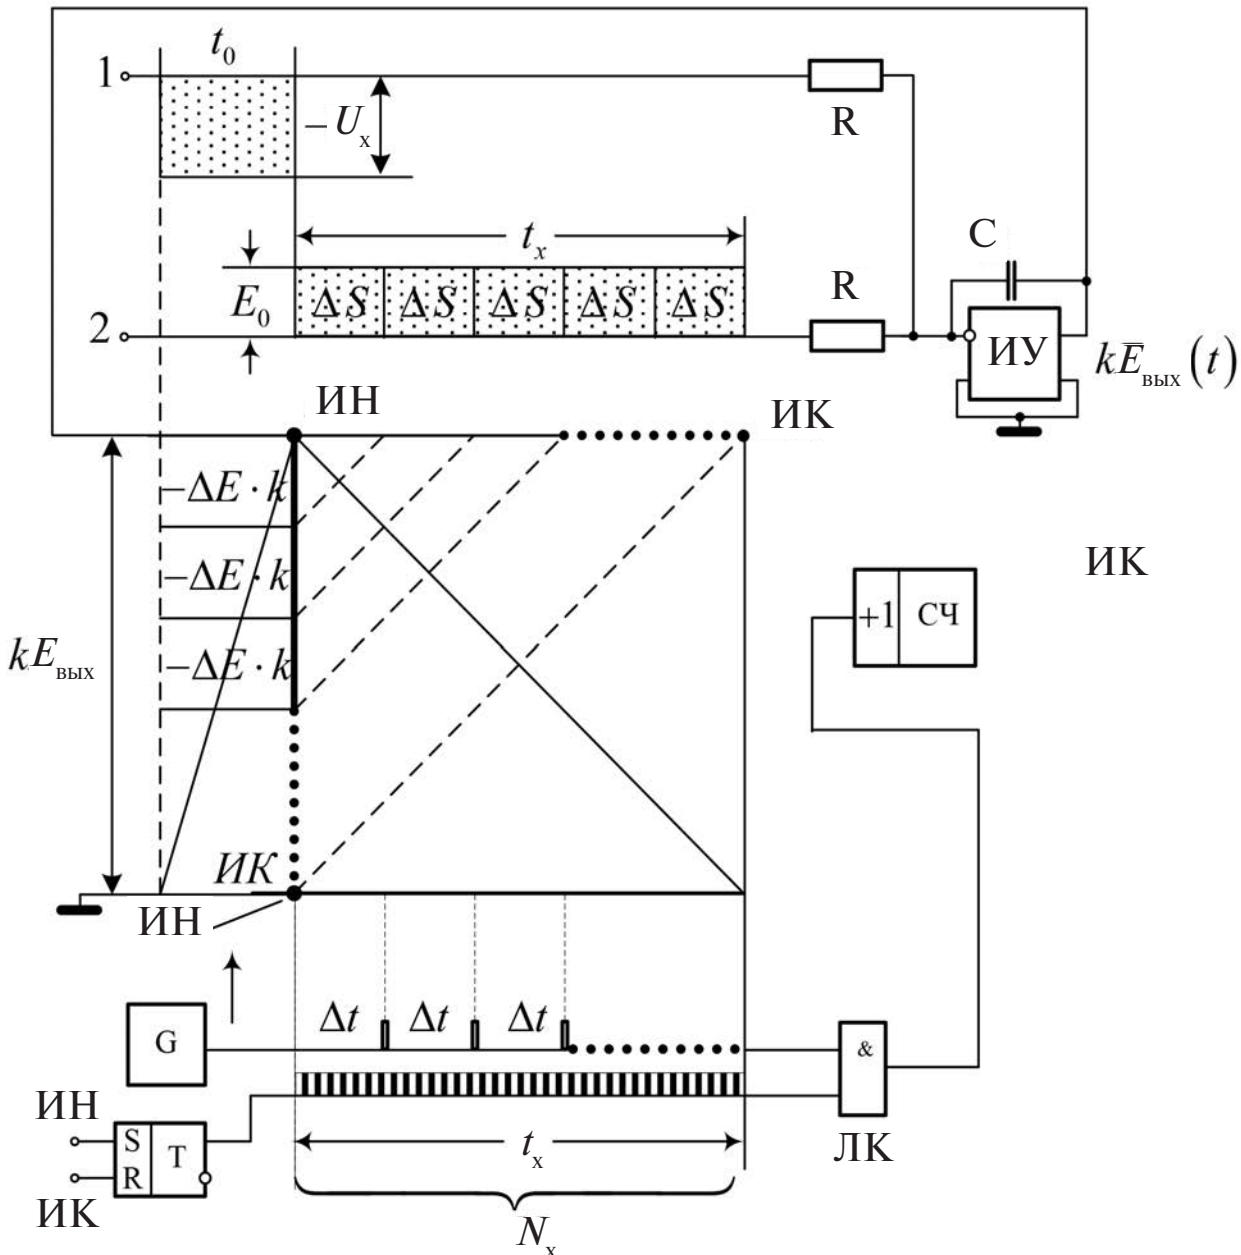 t₀
1
− Uₓ
R
C
tₓ
E₀
ΔS ΔS ΔS ΔS ΔS
R
2
ИУ
kĒвых (t)
ИН
ИК
−ΔE · k
ИК
−ΔE · k
+1 СЧ
kEвых
−ΔE · k
ИК
ИН
Δt Δt Δt
G
&
ИН
S
T
R
tₓ
ЛК
ИК
Nₓ